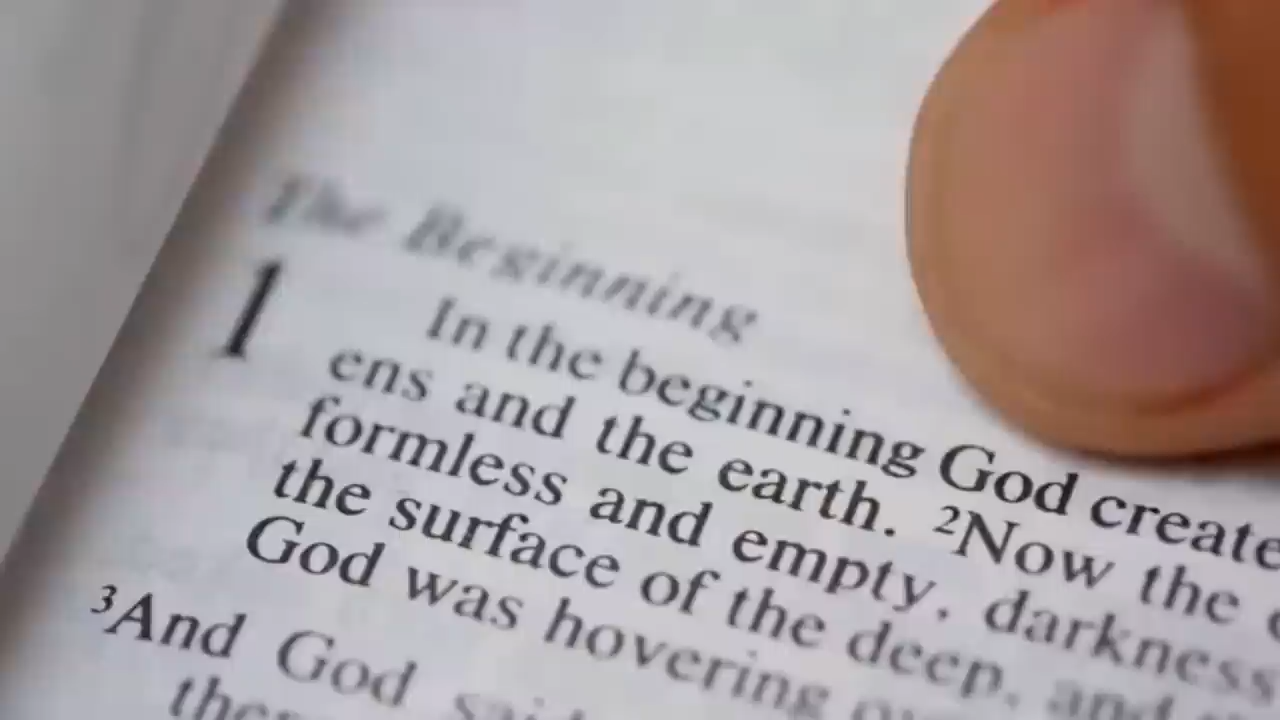 The Beginning
1 In the beginning God create
ens and the earth. ²Now the
formless and empty, darkness
the surface of the deep, and
God was hovering
³And God said